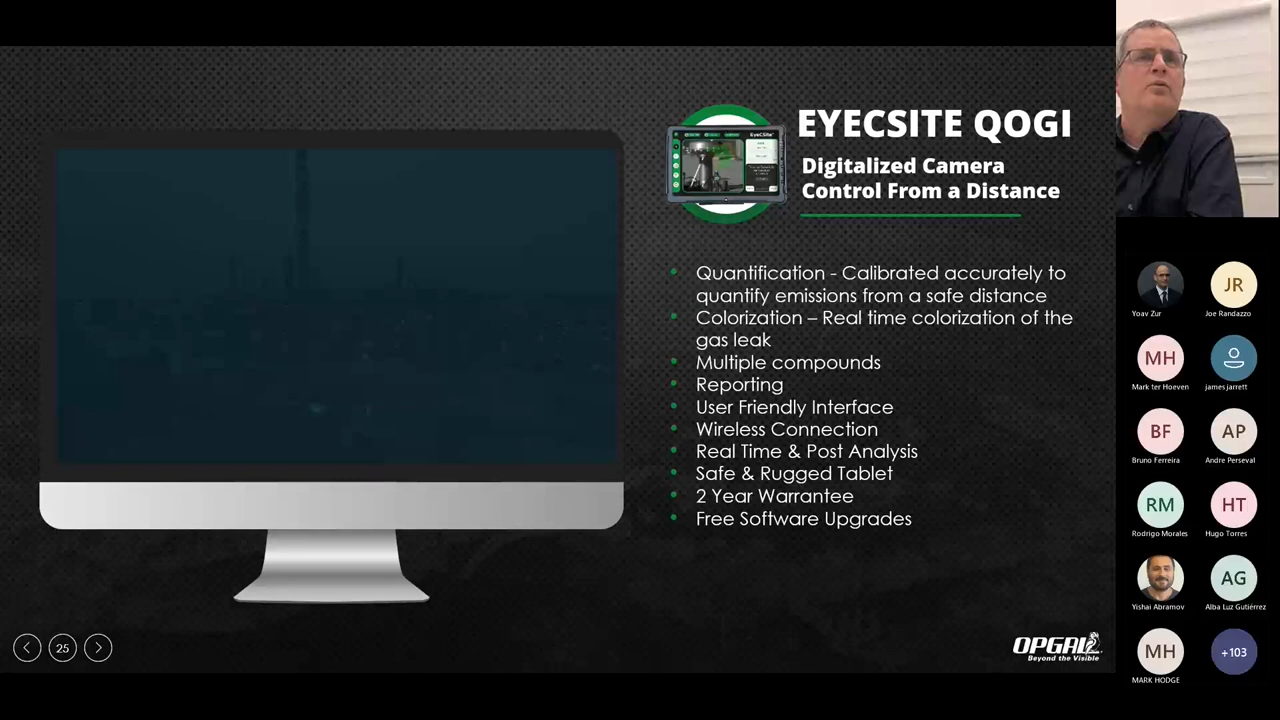 EYECSITE QOGI
Digitalized Camera
Control From a Distance
Quantification - Calibrated accurately to
quantify emissions from a safe distance
Colorization – Real time colorization of the
gas leak
Multiple compounds
Reporting
User Friendly Interface
Wireless Connection
Real Time & Post Analysis
Safe & Rugged Tablet
2 Year Warrantee
Free Software Upgrades
25
OPGAL
Beyond the Visible
Yoav Zur
JR
Joe Randazzo
MH
Mark ter Hoeven
james jarrett
BF
Bruno Ferreira
AP
Andre Perseval
RM
Rodrigo Morales
HT
Hugo Torres
Yishai Abramov
AG
Alba Luz Gutiérrez
MH
MARK HODGE
+103